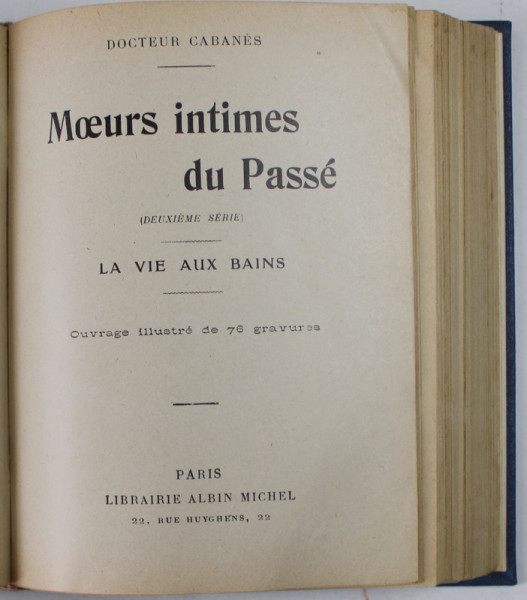 DOCTEUR CABANÈS
Mœurs intimes
du Passé
(DEUXIÈME SÉRIE)
LA VIE AUX BAINS
Ouvrage illustré de 76 gravures
PARIS
LIBRAIRIE ALBIN MICHEL
22, RUE HUYGHENS, 22